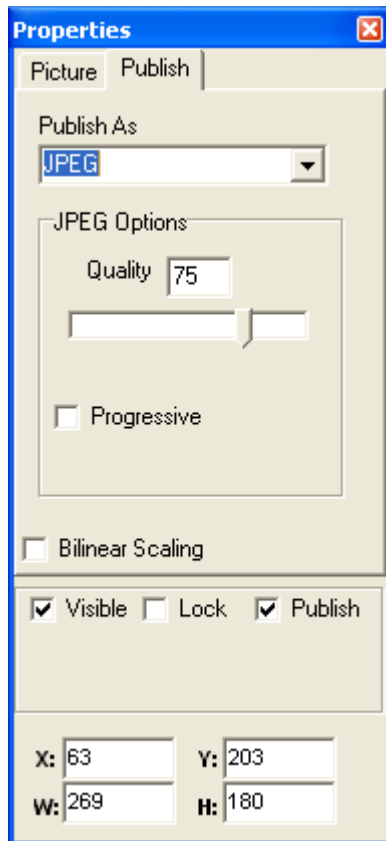 Properties
Picture Publish
Publish As
JPEG
JPEG Options
Quality 75
Progressive
Bilinear Scaling
Visible Lock Publish
X: 63 Y: 203
W: 269 H: 180